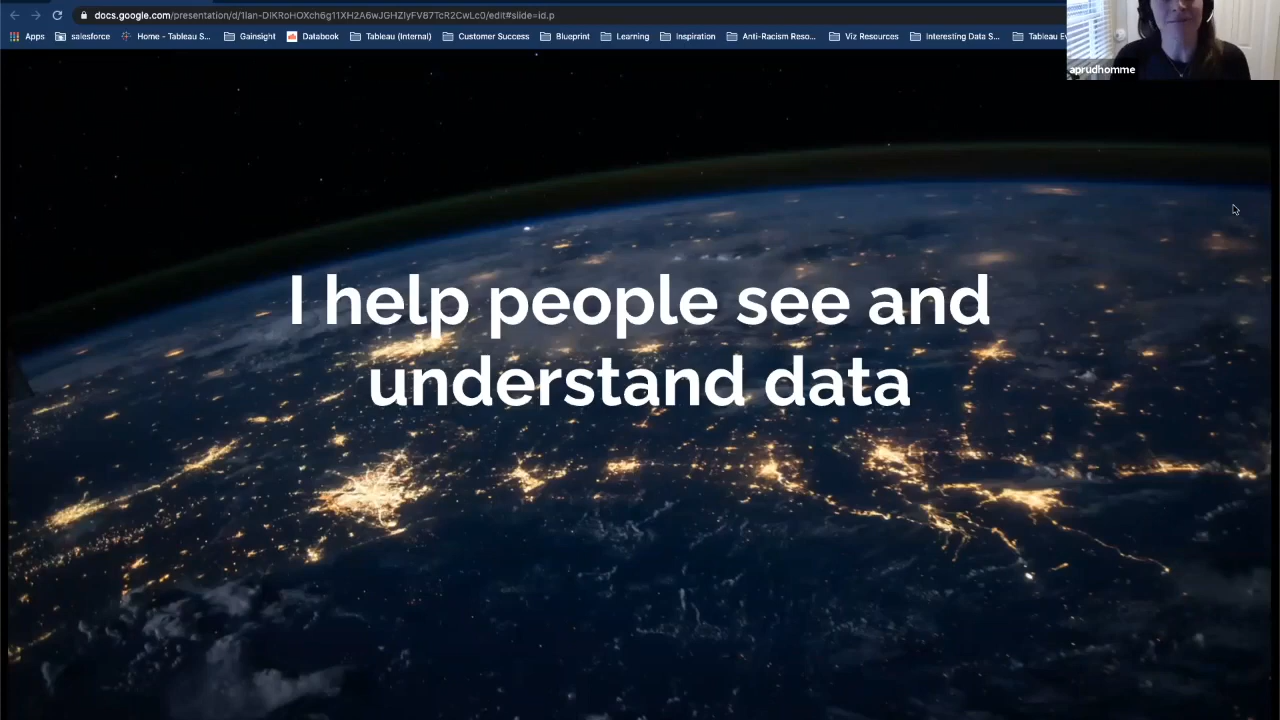 docs.google.com/presentation/d/1lan-DIKRoHOXch6g11XH2A6wJGHZIyFV87TcR2CwLc0/edit#slide=id.p
Apps salesforce Home - Tableau S... Gainsight Databook Tableau (Internal) Customer Success Blueprint Learning Inspiration Anti-Racism Reso... Viz Resources Interesting Data S... Tableau
aprudhomme
I help people see and
understand data